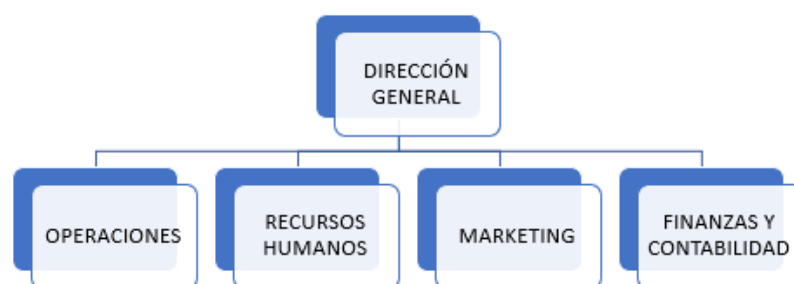 DIRECCIÓN
GENERAL
OPERACIONES
RECURSOS
HUMANOS
MARKETING
FINANZAS Y
CONTABILIDAD